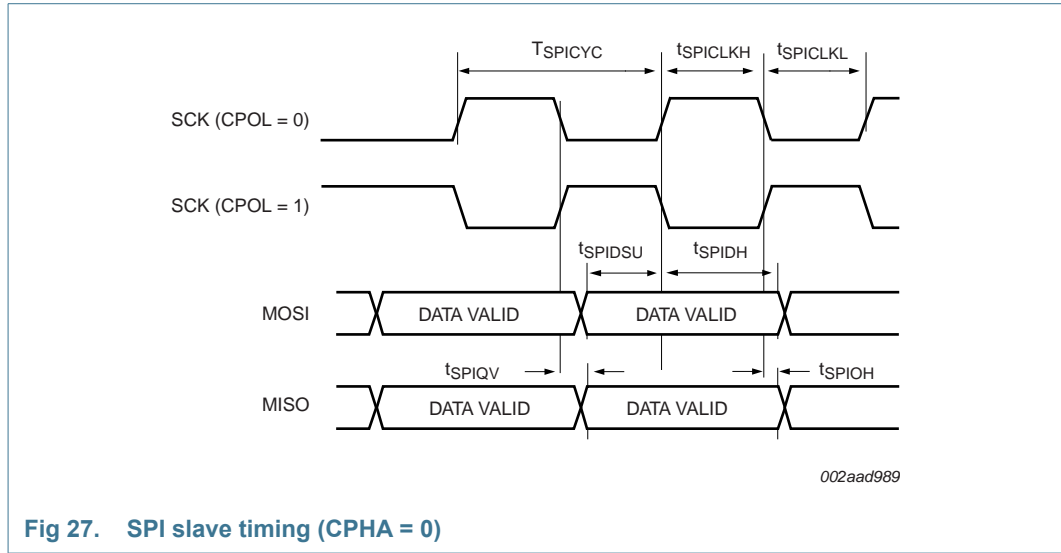 TSPICYC tSPICLKH tSPICLKL
SCK (CPOL = 0)
SCK (CPOL = 1)
tSPIDSU tSPIDH
MOSI DATA VALID DATA VALID
tSPIQV tSPIOH
MISO DATA VALID DATA VALID
002aad989
Fig 27. SPI slave timing (CPHA = 0)